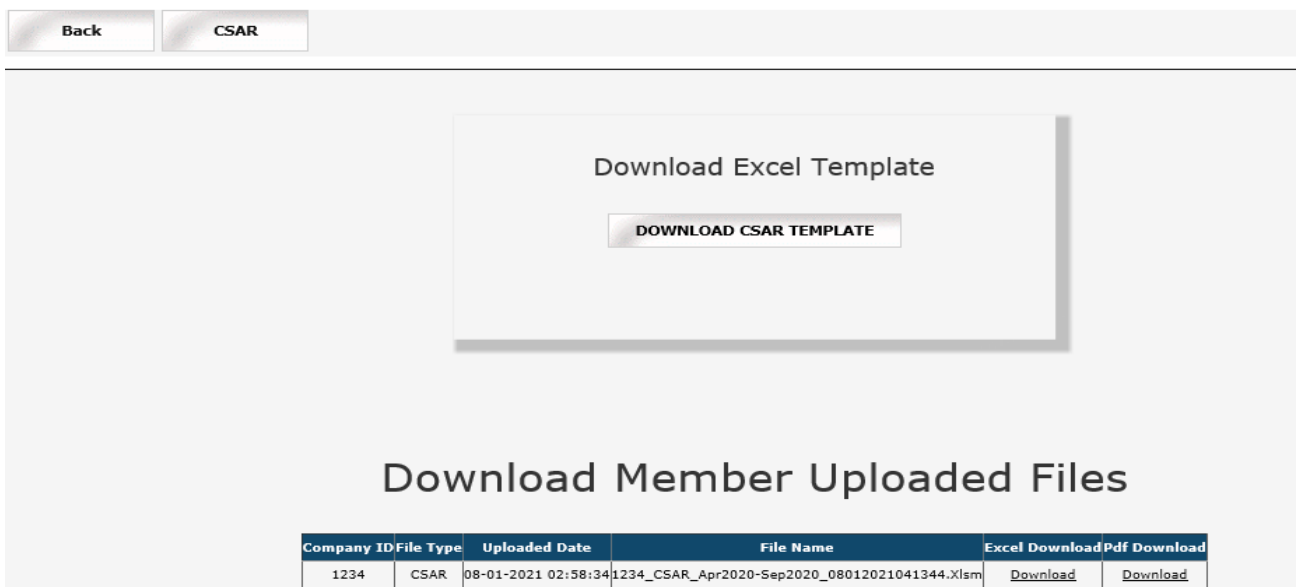 Back CSAR
Download Excel Template
DOWNLOAD CSAR TEMPLATE
Download Member Uploaded Files
Company ID File Type Uploaded Date File Name Excel Download Pdf Download
1234 CSAR 08-01-2021 02:58:34 1234_CSAR_Apr2020-Sep2020_08012021041344.Xlsm Download Download